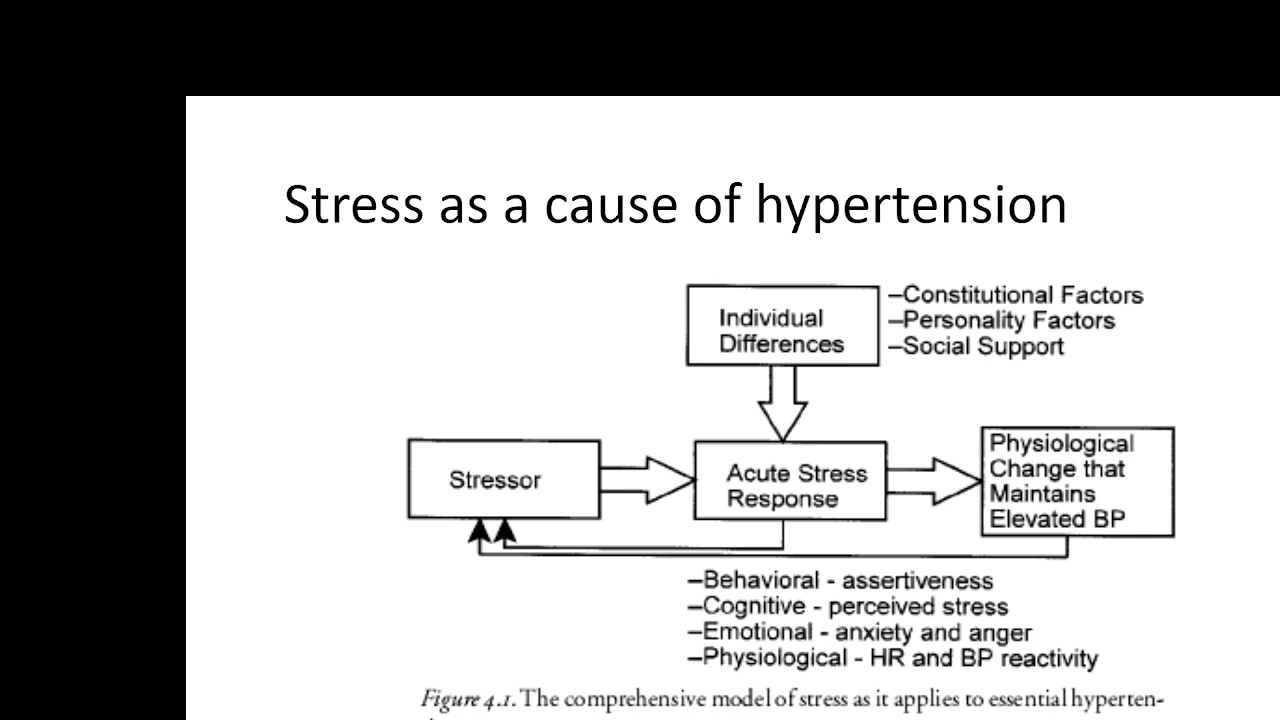 Stress as a cause of hypertension
Individual
Differences
–Constitutional Factors
–Personality Factors
–Social Support
Stressor
Acute Stress
Response
Physiological
Change that
Maintains
Elevated BP
–Behavioral - assertiveness
–Cognitive - perceived stress
–Emotional - anxiety and anger
–Physiological - HR and BP reactivity
Figure 4.1. The comprehensive model of stress as it applies to essential hyperten-